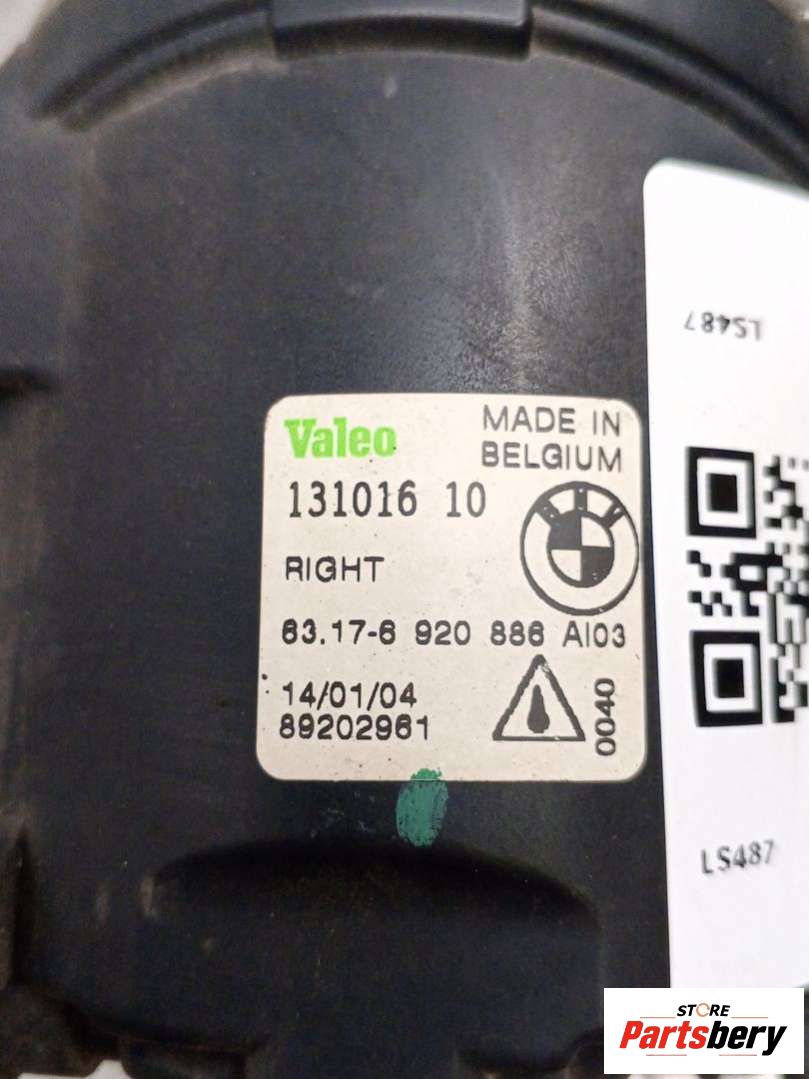 LS487
Valeo
MADE IN
BELGIUM
131016 10
BMW
RIGHT
63.17-6 920 886 AI03
14/01/04
89202961
0040
LS487
STORE
Partsbery